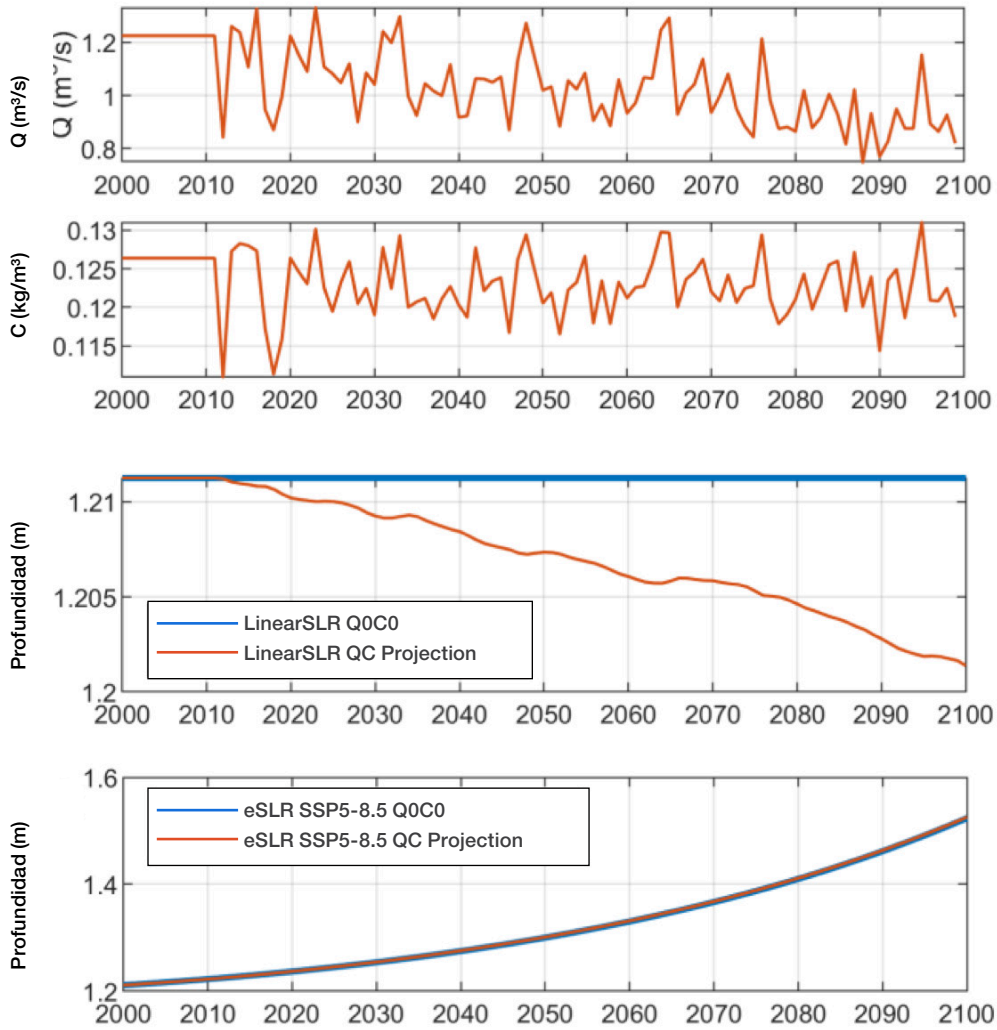 Q (m³/s)
Q (m³/s)
1.2
1
0.8
2000 2010 2020 2030 2040 2050 2060 2070 2080 2090 2100
C (kg/m³)
0.13
0.125
0.12
0.115
2000 2010 2020 2030 2040 2050 2060 2070 2080 2090 2100
Profundidad (m)
1.21
1.205
1.2
LinearSLR Q0C0
LinearSLR QC Projection
2000 2010 2020 2030 2040 2050 2060 2070 2080 2090 2100
Profundidad (m)
1.6
1.4
1.2
eSLR SSP5-8.5 Q0C0
eSLR SSP5-8.5 QC Projection
2000 2010 2020 2030 2040 2050 2060 2070 2080 2090 2100